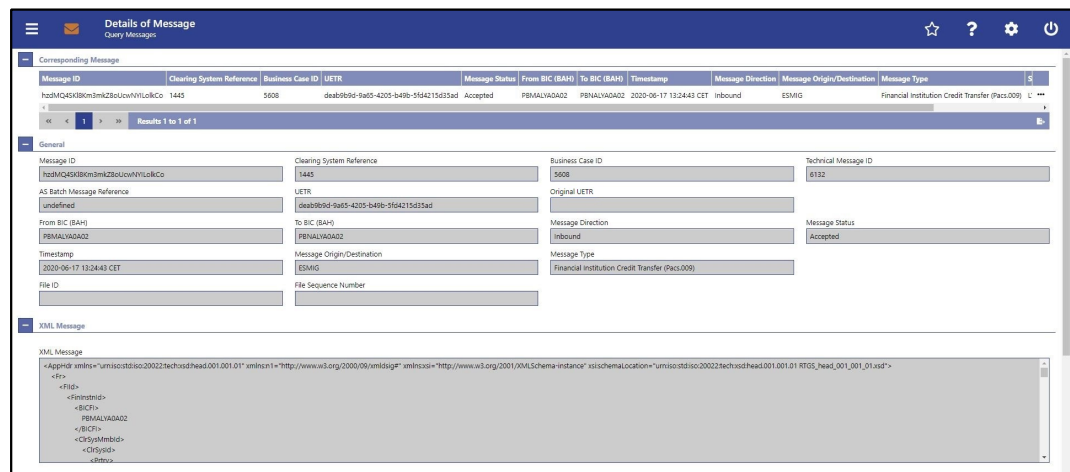 Details of Message
Query Messages
Corresponding Message
Message ID Clearing System Reference Business Case ID UETR Message Status From BIC (BAH) To BIC (BAH) Timestamp Message Direction Message Origin/Destination Message Type S
hzdMQ4SKl8Km3mkZ8oUcwNYILolkCo 1445 5608 deab9b9d-9a65-4205-b49b-5fd4215d35ad Accepted PBMALYA0A02 PBNALYA0A02 2020-06-17 13:24:43 CET Inbound ESMIG Financial Institution Credit Transfer (Pacs.009)
« < 1 > » Results 1 to 1 of 1
General
Message ID Clearing System Reference Business Case ID Technical Message ID
hzdMQ4SKl8Km3mkZ8oUcwNYILolkCo 1445 5608 6132
AS Batch Message Reference UETR Original UETR
undefined deab9b9d-9a65-4205-b49b-5fd4215d35ad
From BIC (BAH) To BIC (BAH) Message Direction Message Status
PBMALYA0A02 PBNALYA0A02 Inbound Accepted
Timestamp Message Origin/Destination Message Type
2020-06-17 13:24:43 CET ESMIG Financial Institution Credit Transfer (Pacs.009)
File ID File Sequence Number
XML Message
XML Message
<AppHdr xmlns="urn:iso:std:iso:20022:tech:xsd:head.001.001.01" xmlns:n1="http://www.w3.org/2000/09/xmldsig#" xmlns:xsi="http://www.w3.org/2001/XMLSchema-instance" xsi:schemaLocation="urn:iso:std:iso:20022:tech:xsd:head.001.001.01 RTGS_head_001_001_01.xsd">
<Fr>
<FIId>
<FinInstnId>
<BICFI>
PBMALYA0A02
</BICFI>
<ClrSysMmbId>
<ClrSysId>
<Prtry>